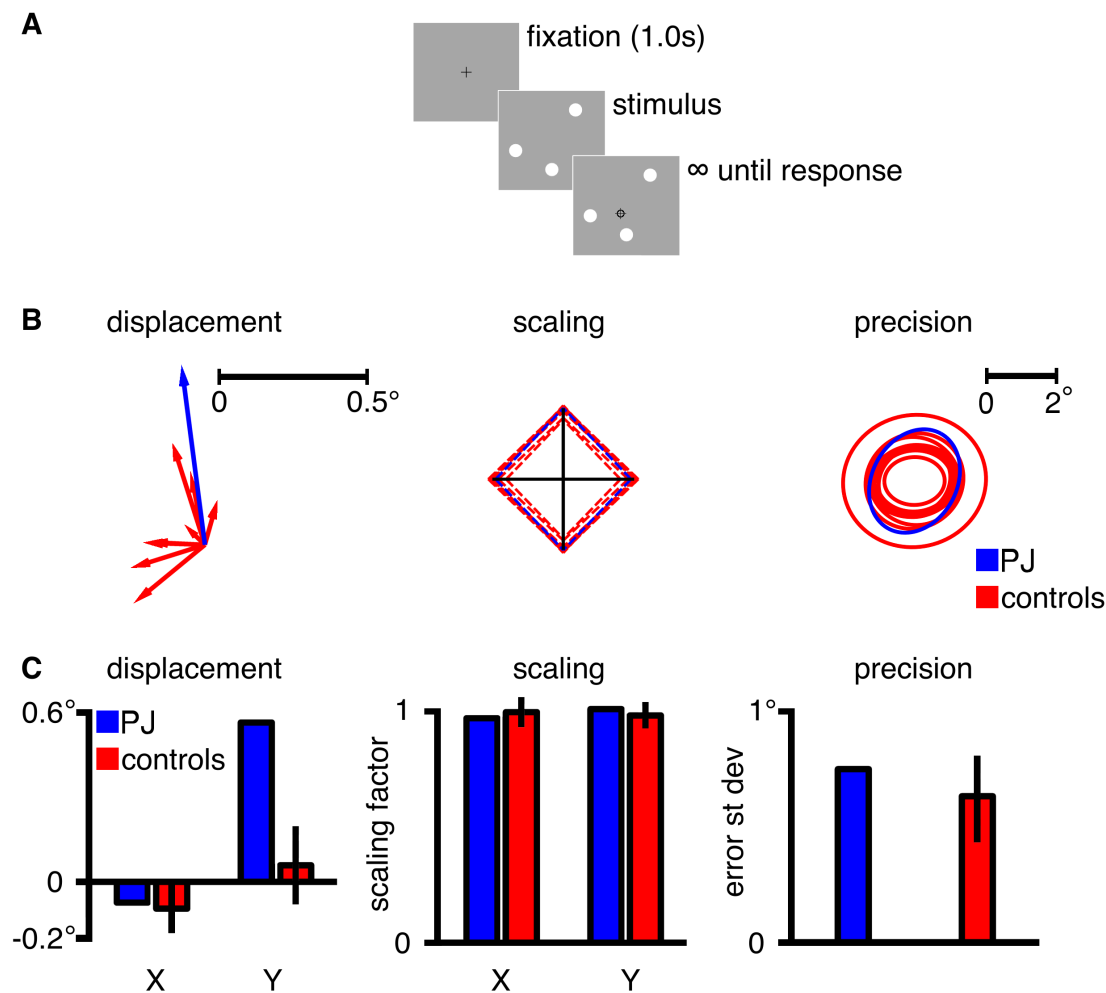 A
fixation (1.0s)
stimulus
∞ until response
B
displacement
scaling
precision
0
0.5°
0
2°
PJ
controls
C
displacement
scaling
precision
0.6°
0
-0.2°
PJ
controls
X
Y
scaling factor
1
0
X
Y
error st dev
1°
0